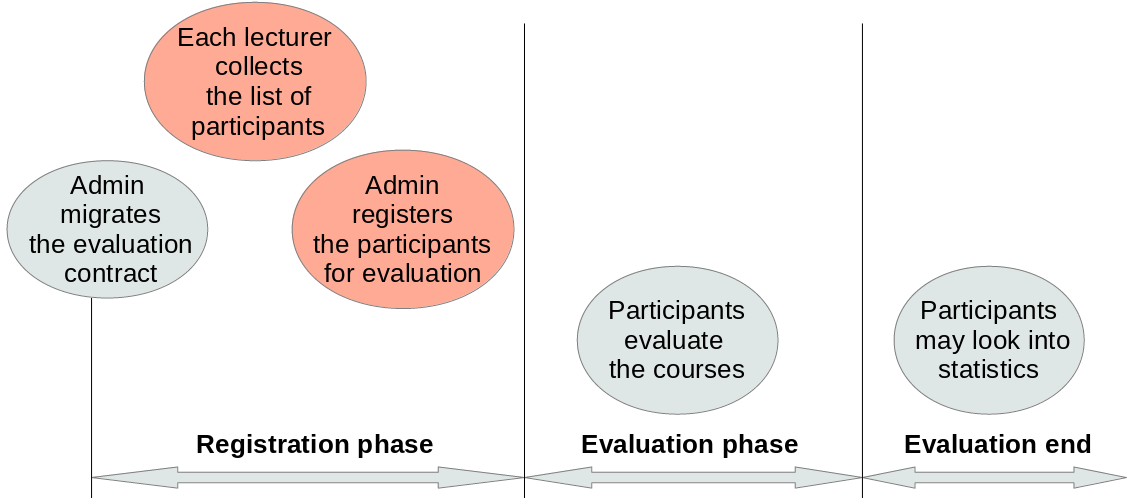 Each lecturer
collects
the list of
participants
Admin
migrates
the evaluation
contract
Admin
registers
the participants
for evaluation
Participants
evaluate
the courses
Participants
may look into
statistics
Registration phase
Evaluation phase
Evaluation end